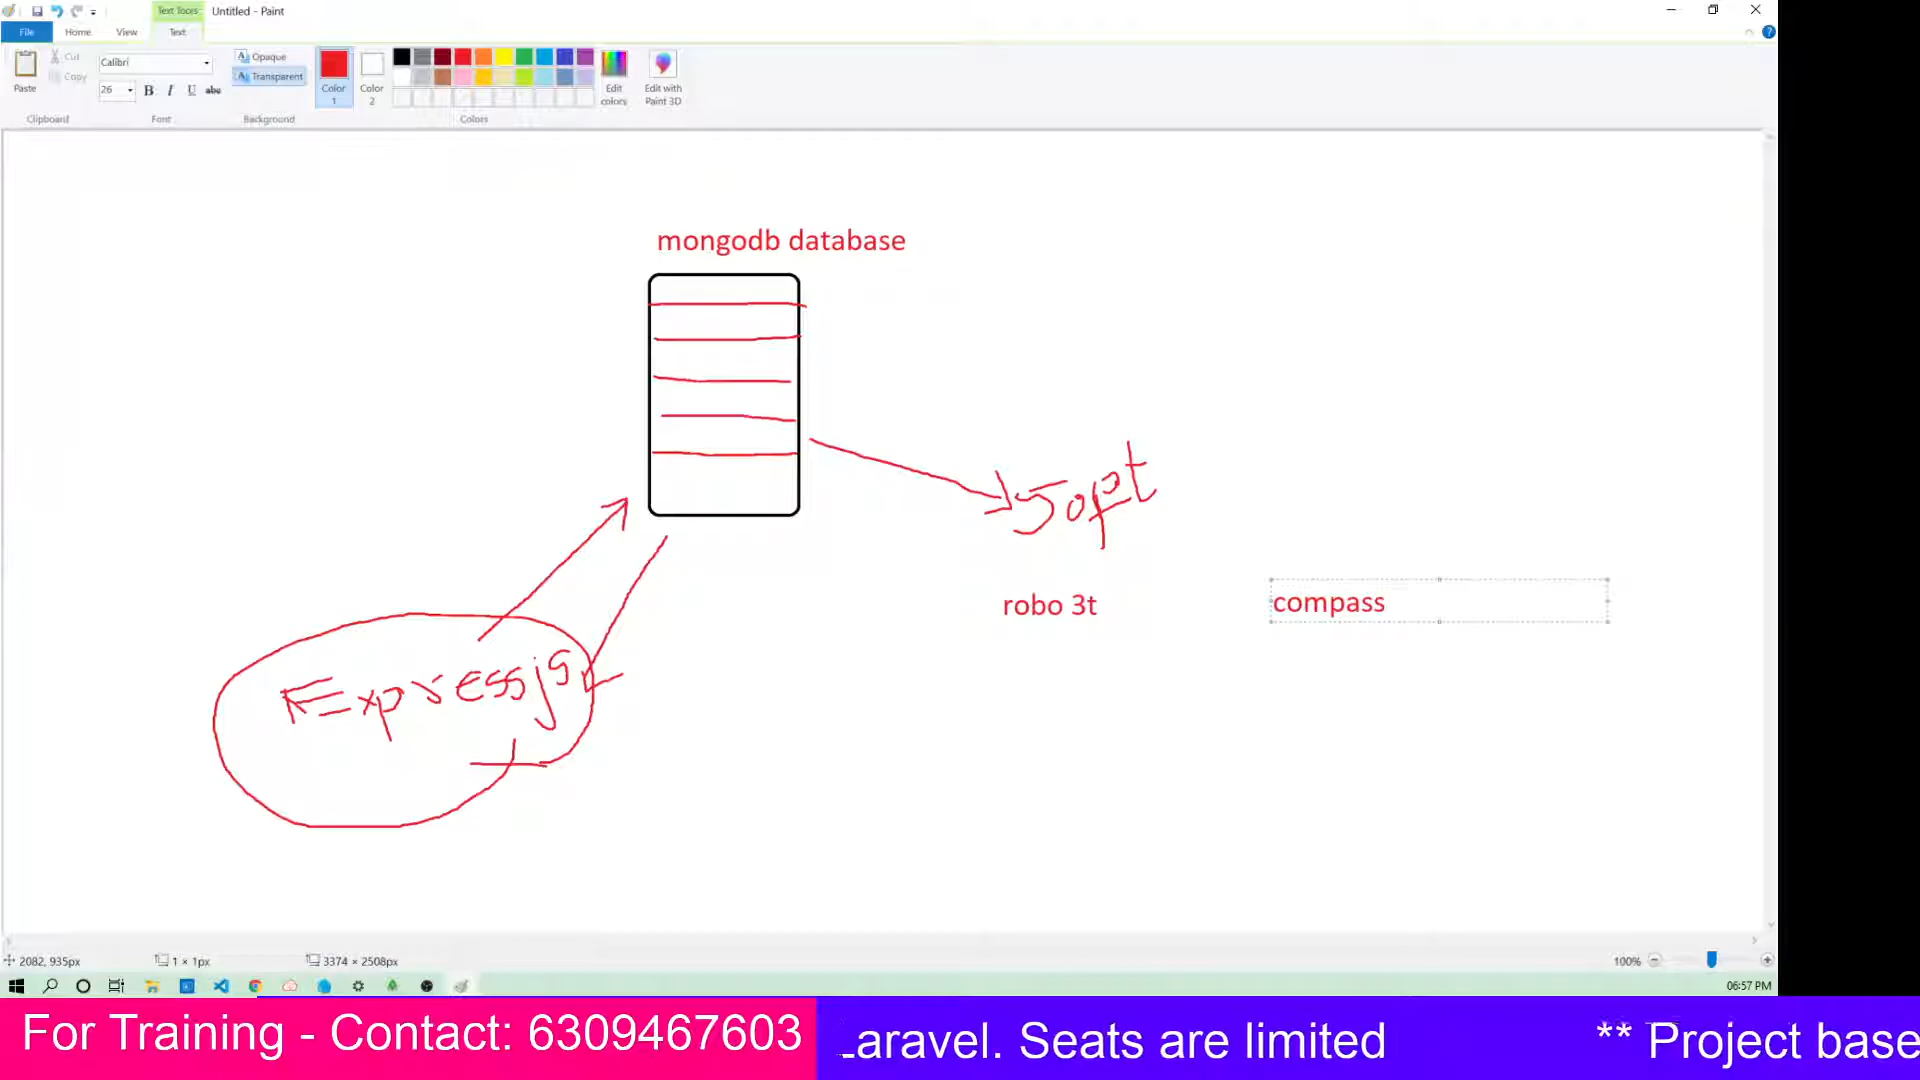 Text Tools Untitled - Paint
File Home View Text
Cut
Copy
Paste
Calibri
26 B I U abc
Opaque
Transparent
Color 1
Color 2
Edit colors
Edit with Paint 3D
Clipboard Font Background Colors
mongodb database
robo 3t
compass
Expressjs
2082, 935px 1 × 1px 3374 × 2508px 100%
06:57 PM
For Training - Contact: 6309467603
Laravel. Seats are limited ** Project base